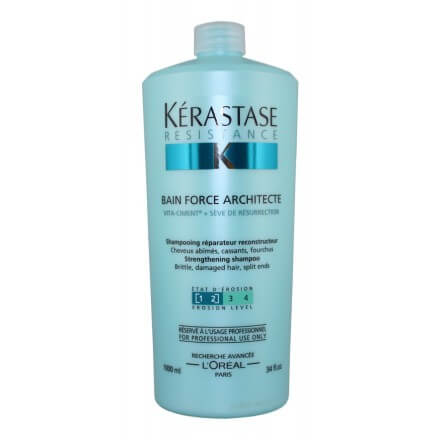 KÉRASTASE
RESISTANCE
K
BAIN FORCE ARCHITECTE
VITA-CIMENT® + SÈVE DE RÉSURRECTION
Shampooing réparateur reconstructeur
Cheveux abîmés, cassants, fourchus
Strengthening shampoo
Brittle, damaged hair, split ends
ÉTAT D'ÉROSION
[1 2] 3 4
EROSION LEVEL
RÉSERVÉ À L'USAGE PROFESSIONNEL
FOR PROFESSIONAL USE ONLY
RECHERCHE AVANCÉE
L'ORÉAL
PARIS
1000 ml 34 fl.oz